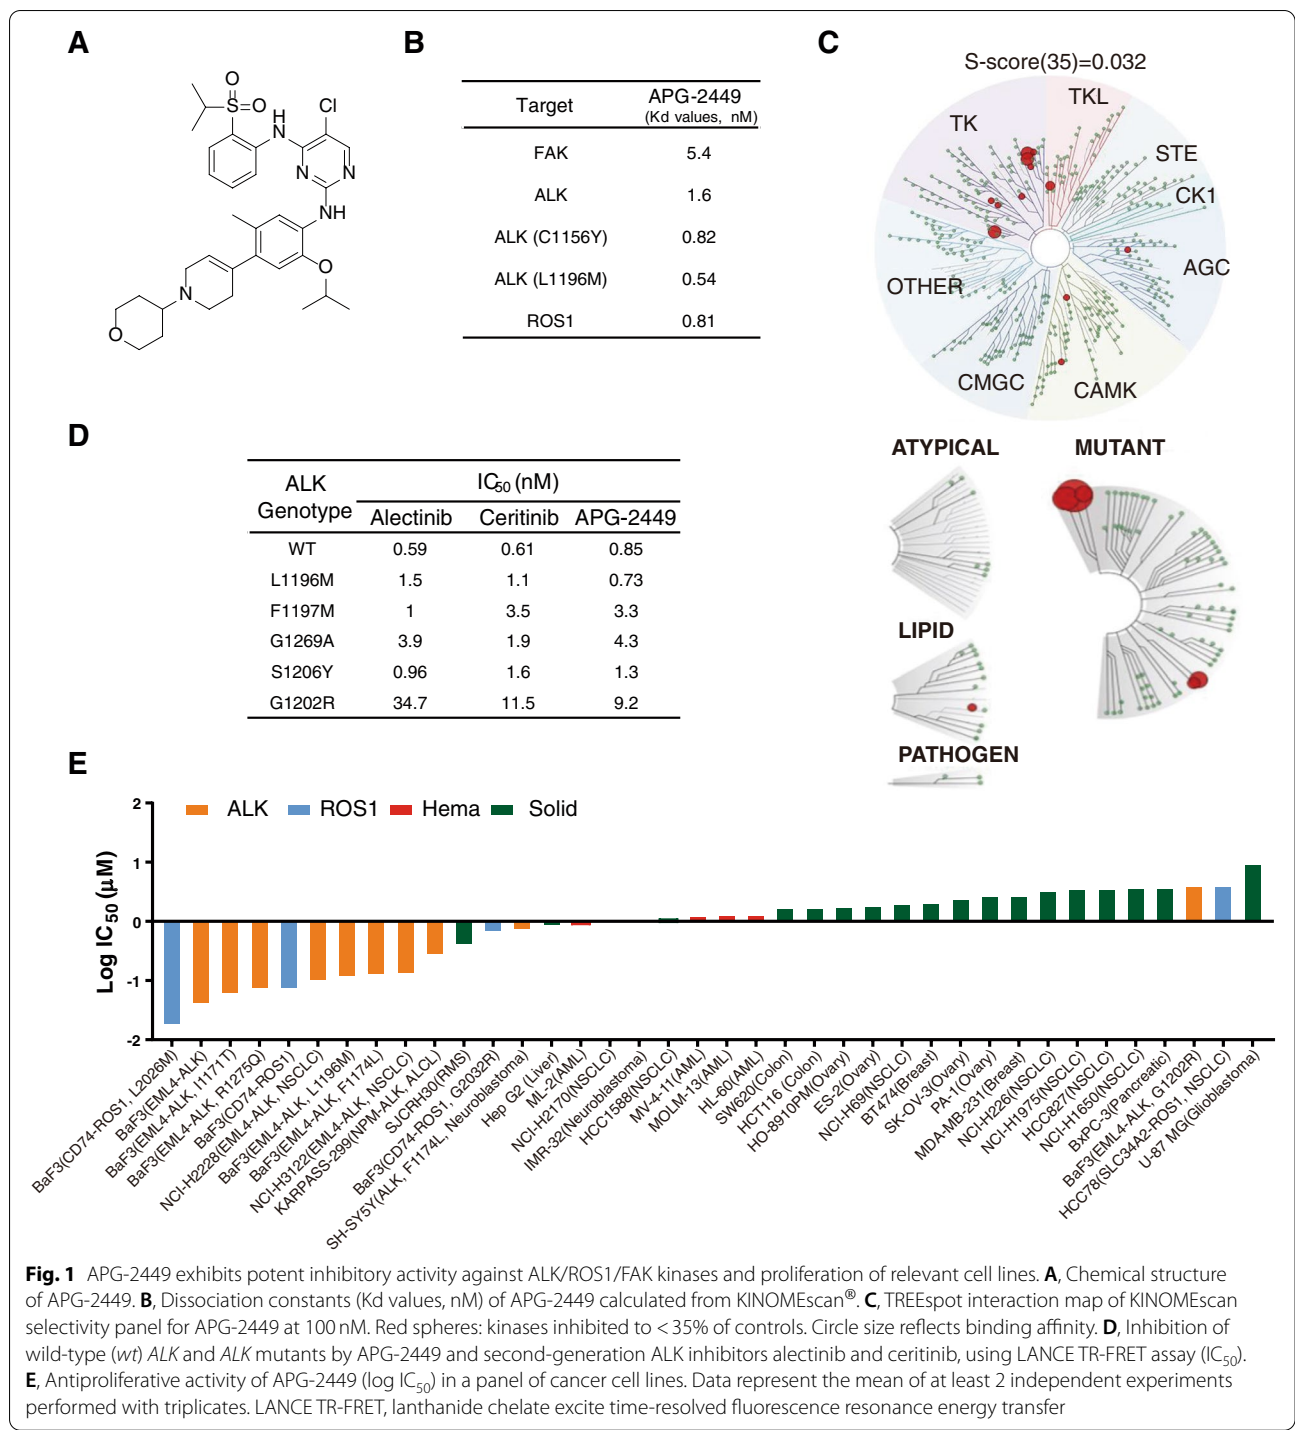 A
O
S=O
H
N
Cl
N
N
NH
O
N
O
B
Target
APG-2449
(Kd values, nM)
FAK 5.4
ALK 1.6
ALK (C1156Y) 0.82
ALK (L1196M) 0.54
ROS1 0.81
C
S-score(35)=0.032
TKL
TK
STE
CK1
AGC
OTHER
CMGC
CAMK
ATYPICAL
MUTANT
LIPID
PATHOGEN
D
ALK
Genotype
IC50 (nM)
Alectinib Ceritinib APG-2449
WT 0.59 0.61 0.85
L1196M 1.5 1.1 0.73
F1197M 1 3.5 3.3
G1269A 3.9 1.9 4.3
S1206Y 0.96 1.6 1.3
G1202R 34.7 11.5 9.2
E
ALK ROS1 Hema Solid
Log IC50 (µM)
2
1
0
-1
-2
BaF3(CD74-ROS1, L2026M)
BaF3(EML4-ALK)
BaF3(EML4-ALK, I1171T)
BaF3(EML4-ALK, R1275Q)
BaF3(CD74-ROS1)
NCI-H2228(EML4-ALK, NSCLC)
BaF3(EML4-ALK, L1196M)
BaF3(EML4-ALK, F1174L)
NCI-H3122(EML4-ALK, NSCLC)
KARPASS-299(NPM-ALK, ALCL)
SJCRH30(RMS)
BaF3(CD74-ROS1, G2032R)
SH-SY5Y(ALK, F1174L, Neuroblastoma)
Hep G2 (Liver)
ML-2(AML)
NCI-H2170(NSCLC)
IMR-32(Neuroblastoma)
HCC1588(NSCLC)
MV-4-11(AML)
MOLM-13(AML)
HL-60(AML)
SW620(Colon)
HCT116 (Colon)
HO-8910PM(Ovary)
ES-2(Ovary)
NCI-H69(NSCLC)
BT474(Breast)
SK-OV-3(Ovary)
PA-1(Ovary)
MDA-MB-231(Breast)
NCI-H226(NSCLC)
NCI-H1975(NSCLC)
HCC827(NSCLC)
NCI-H1650(NSCLC)
BxPC-3(Pancreatic)
BaF3(EML4-ALK, G1202R)
HCC78(SLC34A2-ROS1, NSCLC)
U-87 MG(Glioblastoma)
Fig. 1 APG-2449 exhibits potent inhibitory activity against ALK/ROS1/FAK kinases and proliferation of relevant cell lines. A, Chemical structure
of APG-2449. B, Dissociation constants (Kd values, nM) of APG-2449 calculated from KINOMEscan®. C, TREEspot interaction map of KINOMEscan
selectivity panel for APG-2449 at 100 nM. Red spheres: kinases inhibited to < 35% of controls. Circle size reflects binding affinity. D, Inhibition of
wild-type (wt) ALK and ALK mutants by APG-2449 and second-generation ALK inhibitors alectinib and ceritinib, using LANCE TR-FRET assay (IC50).
E, Antiproliferative activity of APG-2449 (log IC50) in a panel of cancer cell lines. Data represent the mean of at least 2 independent experiments
performed with triplicates. LANCE TR-FRET, lanthanide chelate excite time-resolved fluorescence resonance energy transfer